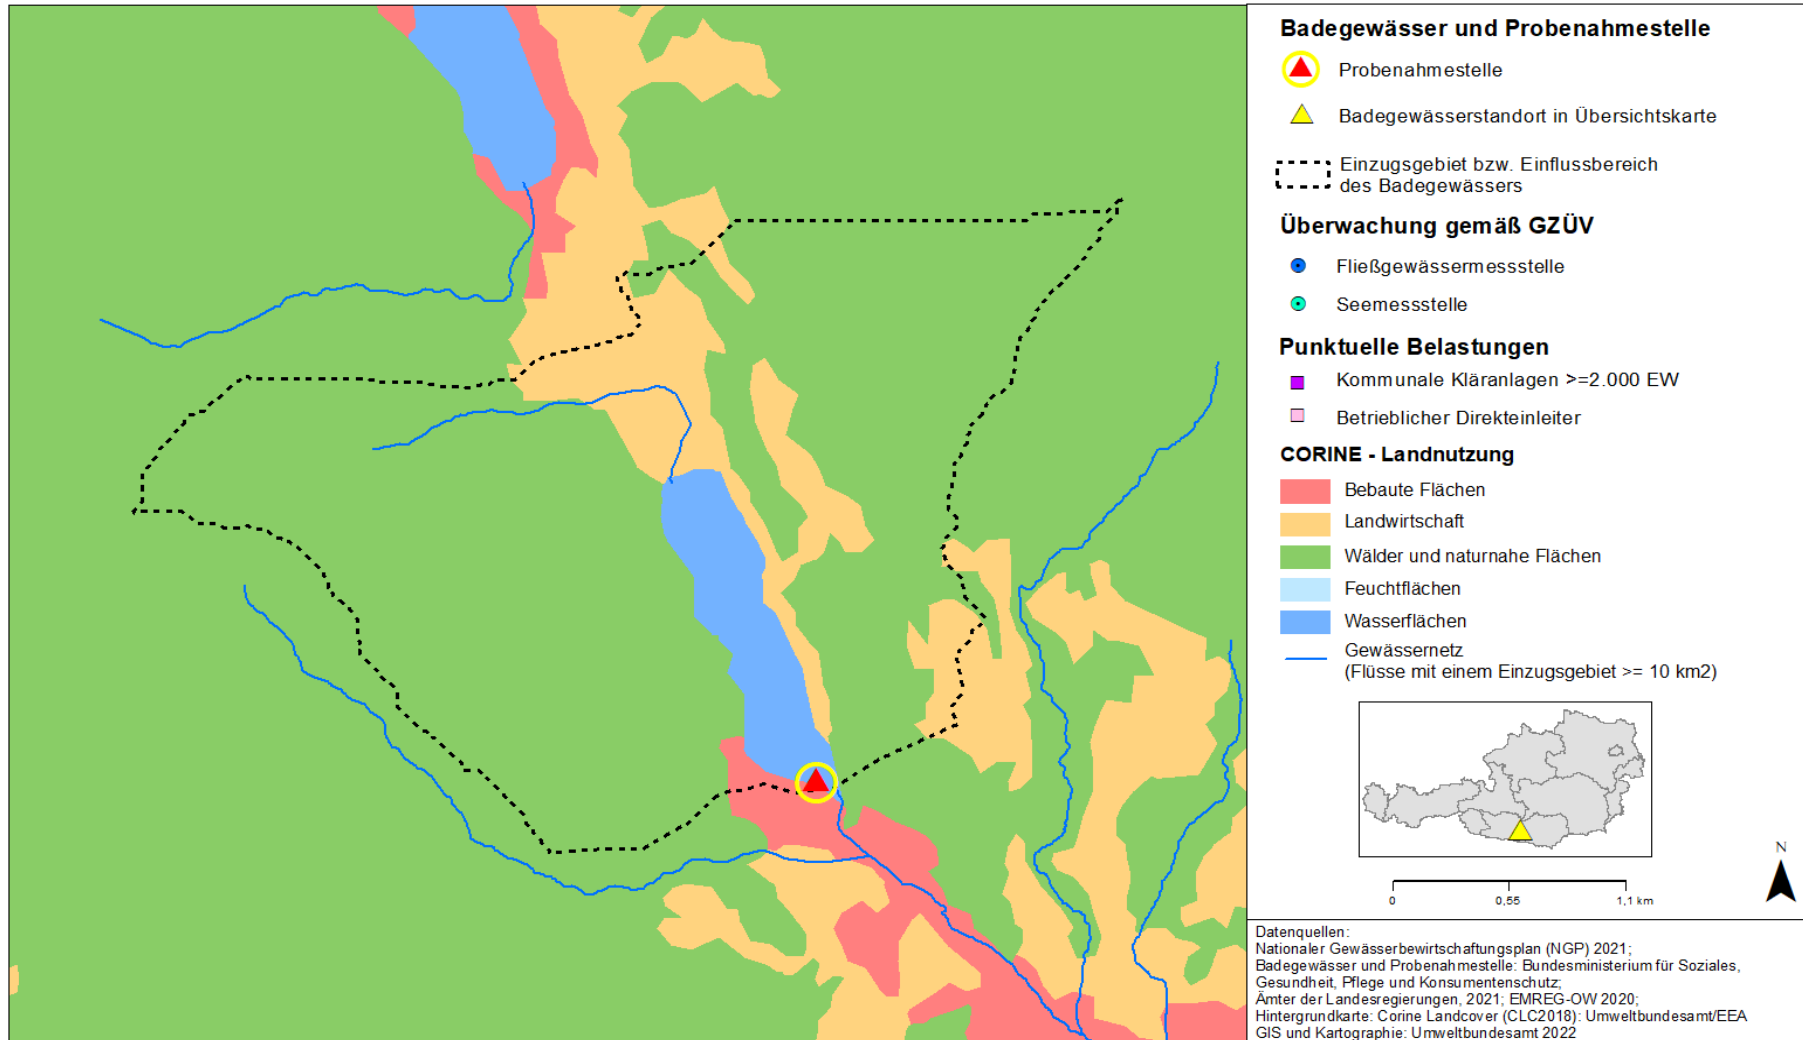 Badegewässer und Probenahmestelle
Probenahmestelle
Badegewässerstandort in Übersichtskarte
Einzugsgebiet bzw. Einflussbereich
des Badegewässers
Überwachung gemäß GZÜV
Fließgewässermessstelle
Seemessstelle
Punktuelle Belastungen
Kommunale Kläranlagen >=2.000 EW
Betrieblicher Direkteinleiter
CORINE - Landnutzung
Bebaute Flächen
Landwirtschaft
Wälder und naturnahe Flächen
Feuchtflächen
Wasserflächen
Gewässernetz
(Flüsse mit einem Einzugsgebiet >= 10 km2)
N
0 0,55 1,1 km
Datenquellen:
Nationaler Gewässerbewirtschaftungsplan (NGP) 2021;
Badegewässer und Probenahmestelle: Bundesministerium für Soziales,
Gesundheit, Pflege und Konsumentenschutz;
Ämter der Landesregierungen, 2021; EMREG-OW 2020;
Hintergrundkarte: Corine Landcover (CLC2018): Umweltbundesamt/EEA
GIS und Kartographie: Umweltbundesamt 2022